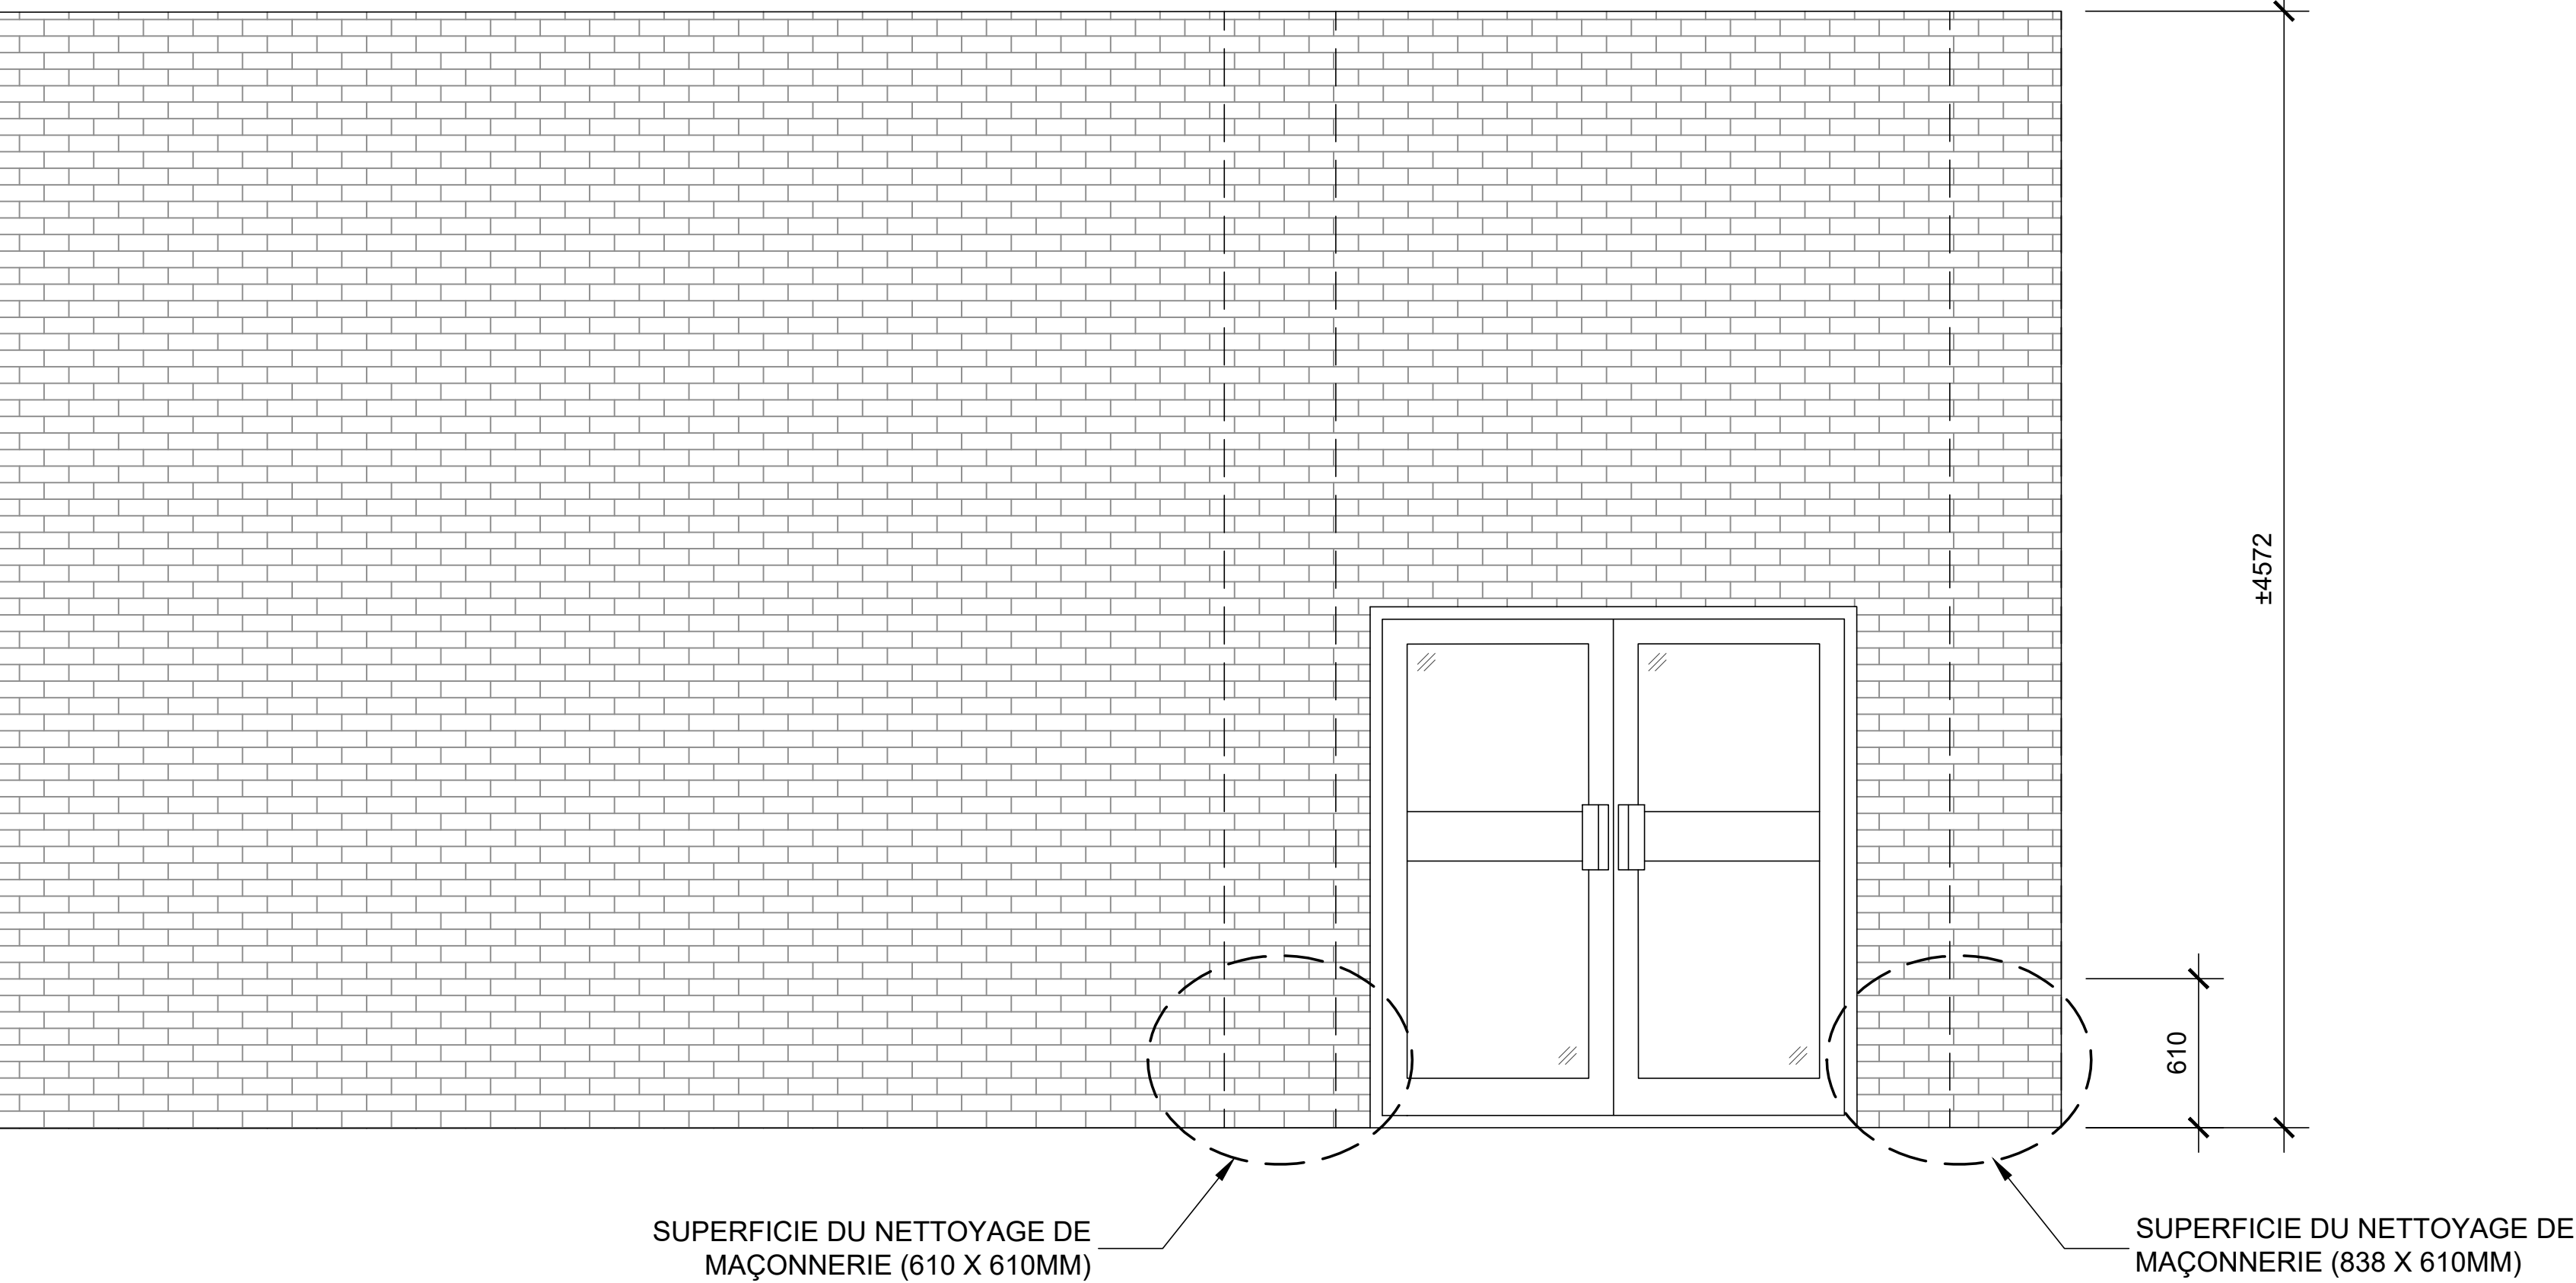 ±4572
610
SUPERFICIE DU NETTOYAGE DE
MAÇONNERIE (610 X 610MM)
SUPERFICIE DU NETTOYAGE DE
MAÇONNERIE (838 X 610MM)